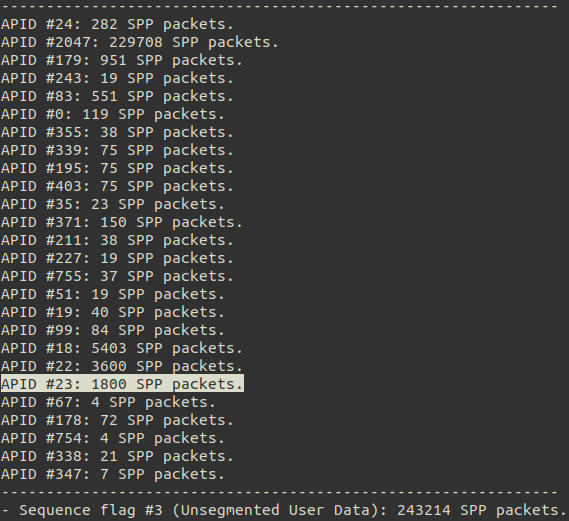 --------------------------------------------------------------
APID #24: 282 SPP packets.
APID #2047: 229708 SPP packets.
APID #179: 951 SPP packets.
APID #243: 19 SPP packets.
APID #83: 551 SPP packets.
APID #0: 119 SPP packets.
APID #355: 38 SPP packets.
APID #339: 75 SPP packets.
APID #195: 75 SPP packets.
APID #403: 75 SPP packets.
APID #35: 23 SPP packets.
APID #371: 150 SPP packets.
APID #211: 38 SPP packets.
APID #227: 19 SPP packets.
APID #755: 37 SPP packets.
APID #51: 19 SPP packets.
APID #19: 40 SPP packets.
APID #99: 84 SPP packets.
APID #18: 5403 SPP packets.
APID #22: 3600 SPP packets.
APID #23: 1800 SPP packets.
APID #67: 4 SPP packets.
APID #178: 72 SPP packets.
APID #754: 4 SPP packets.
APID #338: 21 SPP packets.
APID #347: 7 SPP packets.
--------------------------------------------------------------
- Sequence flag #3 (Unsegmented User Data): 243214 SPP packets.